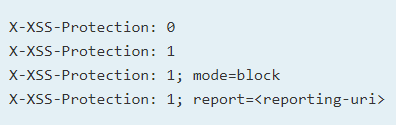 X-XSS-Protection: 0
X-XSS-Protection: 1
X-XSS-Protection: 1; mode=block
X-XSS-Protection: 1; report=<reporting-uri>